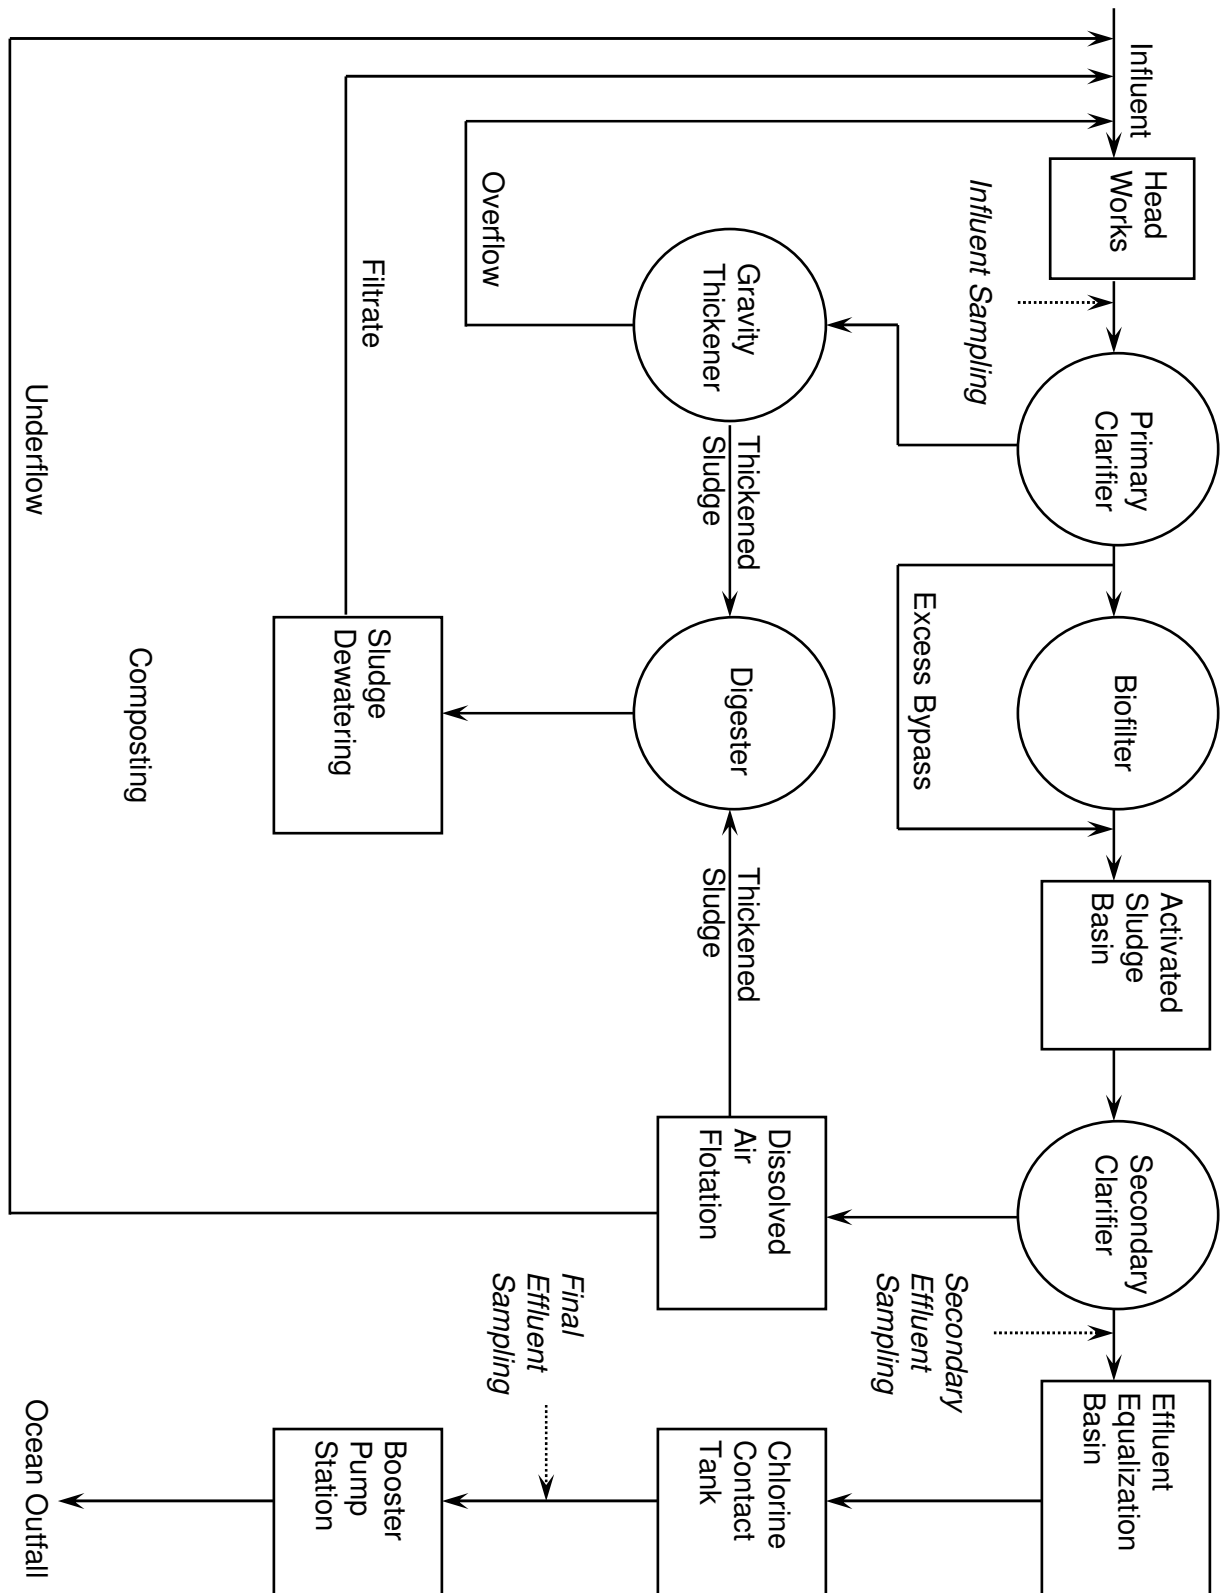 Influent
Head
Works
Influent Sampling
Primary
Clarifier
Biofilter
Excess Bypass
Activated
Sludge
Basin
Secondary
Clarifier
Secondary
Effluent
Sampling
Effluent
Equalization
Basin
Gravity
Thickener
Overflow
Thickened
Sludge
Digester
Thickened
Sludge
Dissolved
Air
Flotation
Chlorine
Contact
Tank
Final
Effluent
Sampling
Filtrate
Sludge
Dewatering
Booster
Pump
Station
Composting
Underflow
Ocean Outfall